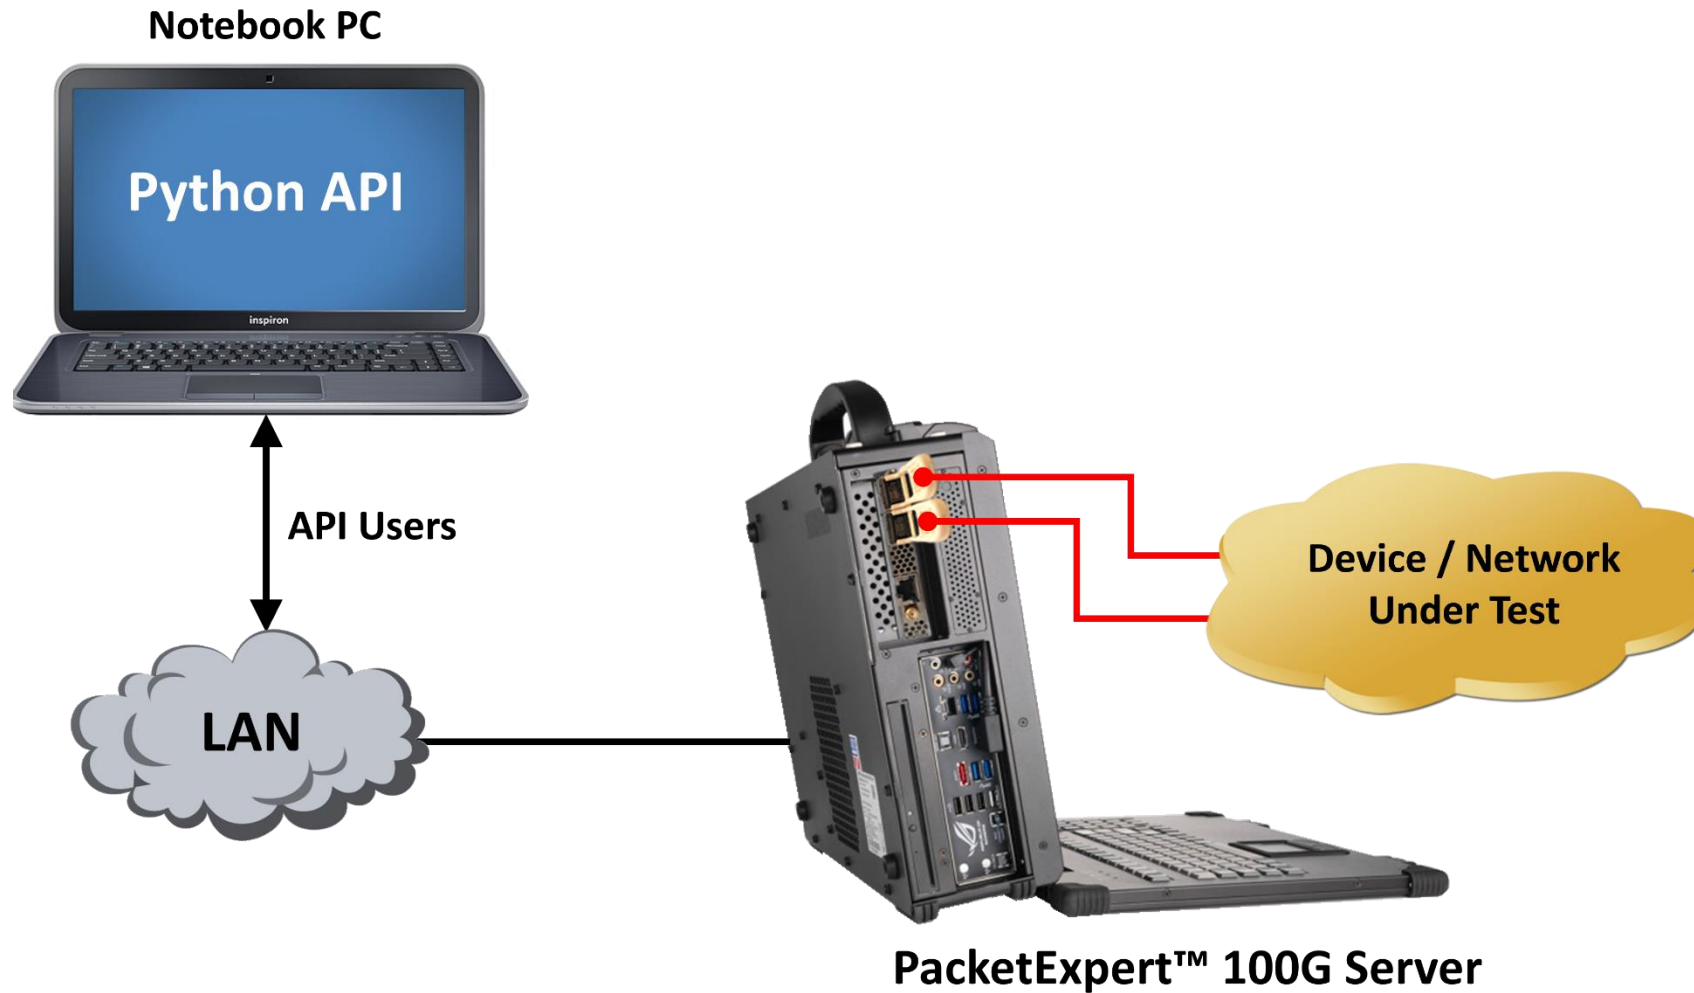 Notebook PC
Python API
inspiron
API Users
LAN
Device / Network
Under Test
PacketExpert™ 100G Server